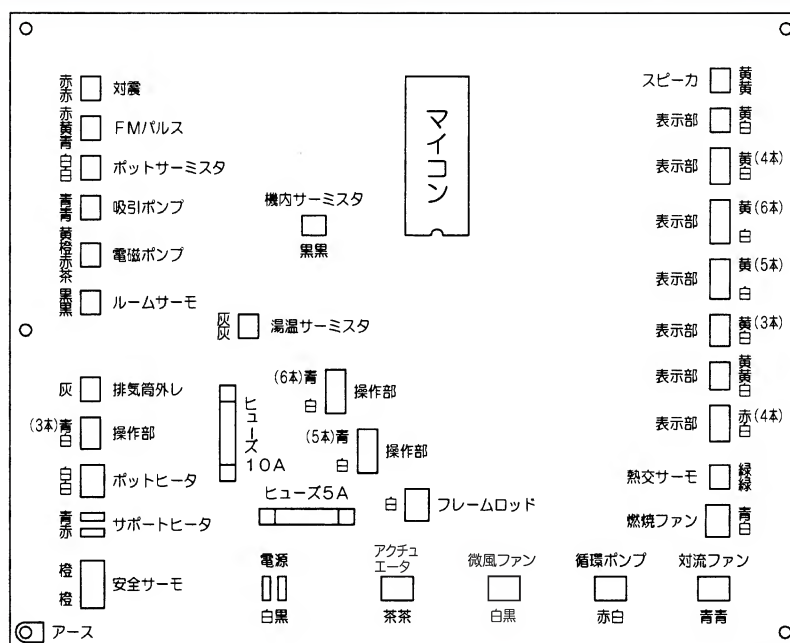 赤赤 対震
赤黄青 FMパルス
白白 ポットサーミスタ
青青 吸引ポンプ
黄橙赤茶 電磁ポンプ
黒黒 ルームサーモ
灰 排気筒外し
(3本)青白 操作部
白白 ポットヒータ
青赤 サポートヒータ
橙橙 安全サーモ
アース
マイコン
機内サーミスタ
黒黒
灰灰 湯温サーミスタ
(6本)青白 操作部
(5本)青白 操作部
ヒューズ10A
ヒューズ5A
白 フレームロッド
電源
白黒
アクチュ
エータ
茶茶
微風ファン
白黒
循環ポンプ
赤白
対流ファン
青青
スピーカ 黄黄
表示部 黄白
表示部 黄(4本)白
表示部 黄(6本)白
表示部 黄(5本)白
表示部 黄(3本)白
表示部 黄黄白
表示部 赤(4本)白
熱交サーモ 緑緑
燃焼ファン 青白